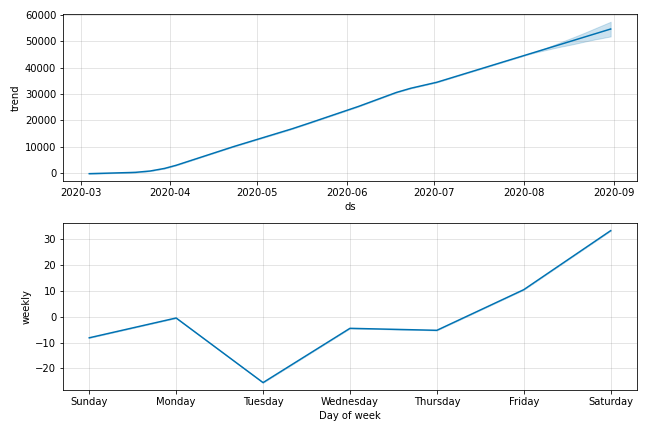 60000
50000
40000
30000
20000
10000
0
trend
2020-03 2020-04 2020-05 2020-06 2020-07 2020-08 2020-09
ds
30
20
10
0
−10
−20
weekly
Sunday Monday Tuesday Wednesday Thursday Friday Saturday
Day of week